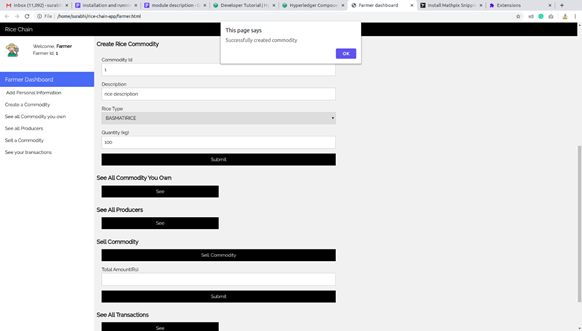 Inbox (11,082) - surabhi
installation and runnin
module description - G
Developer Tutorial | H
Hyperledger Compos
Farmer dashboard
Install Mathpix Snipp
Extensions
File | /home/surabhi/rice-chain-app/farmer.html
Rice Chain
Welcome, Farmer
Farmer Id, 1
Farmer Dashboard
Add Personal Information
Create a Commodity
See all Commodity you own
See all Producers
Sell a Commodity
See your transactions
This page says
Successfully created commodity
OK
Create Rice Commodity
Commodity Id
1
Description
rice description
Rice Type
BASMATIRICE
Quantity (kg)
100
Submit
See All Commodity You Own
See
See All Producers
See
Sell Commodity
Sell Commodity
Total Amount(Rs)
Submit
See All Transactions
See